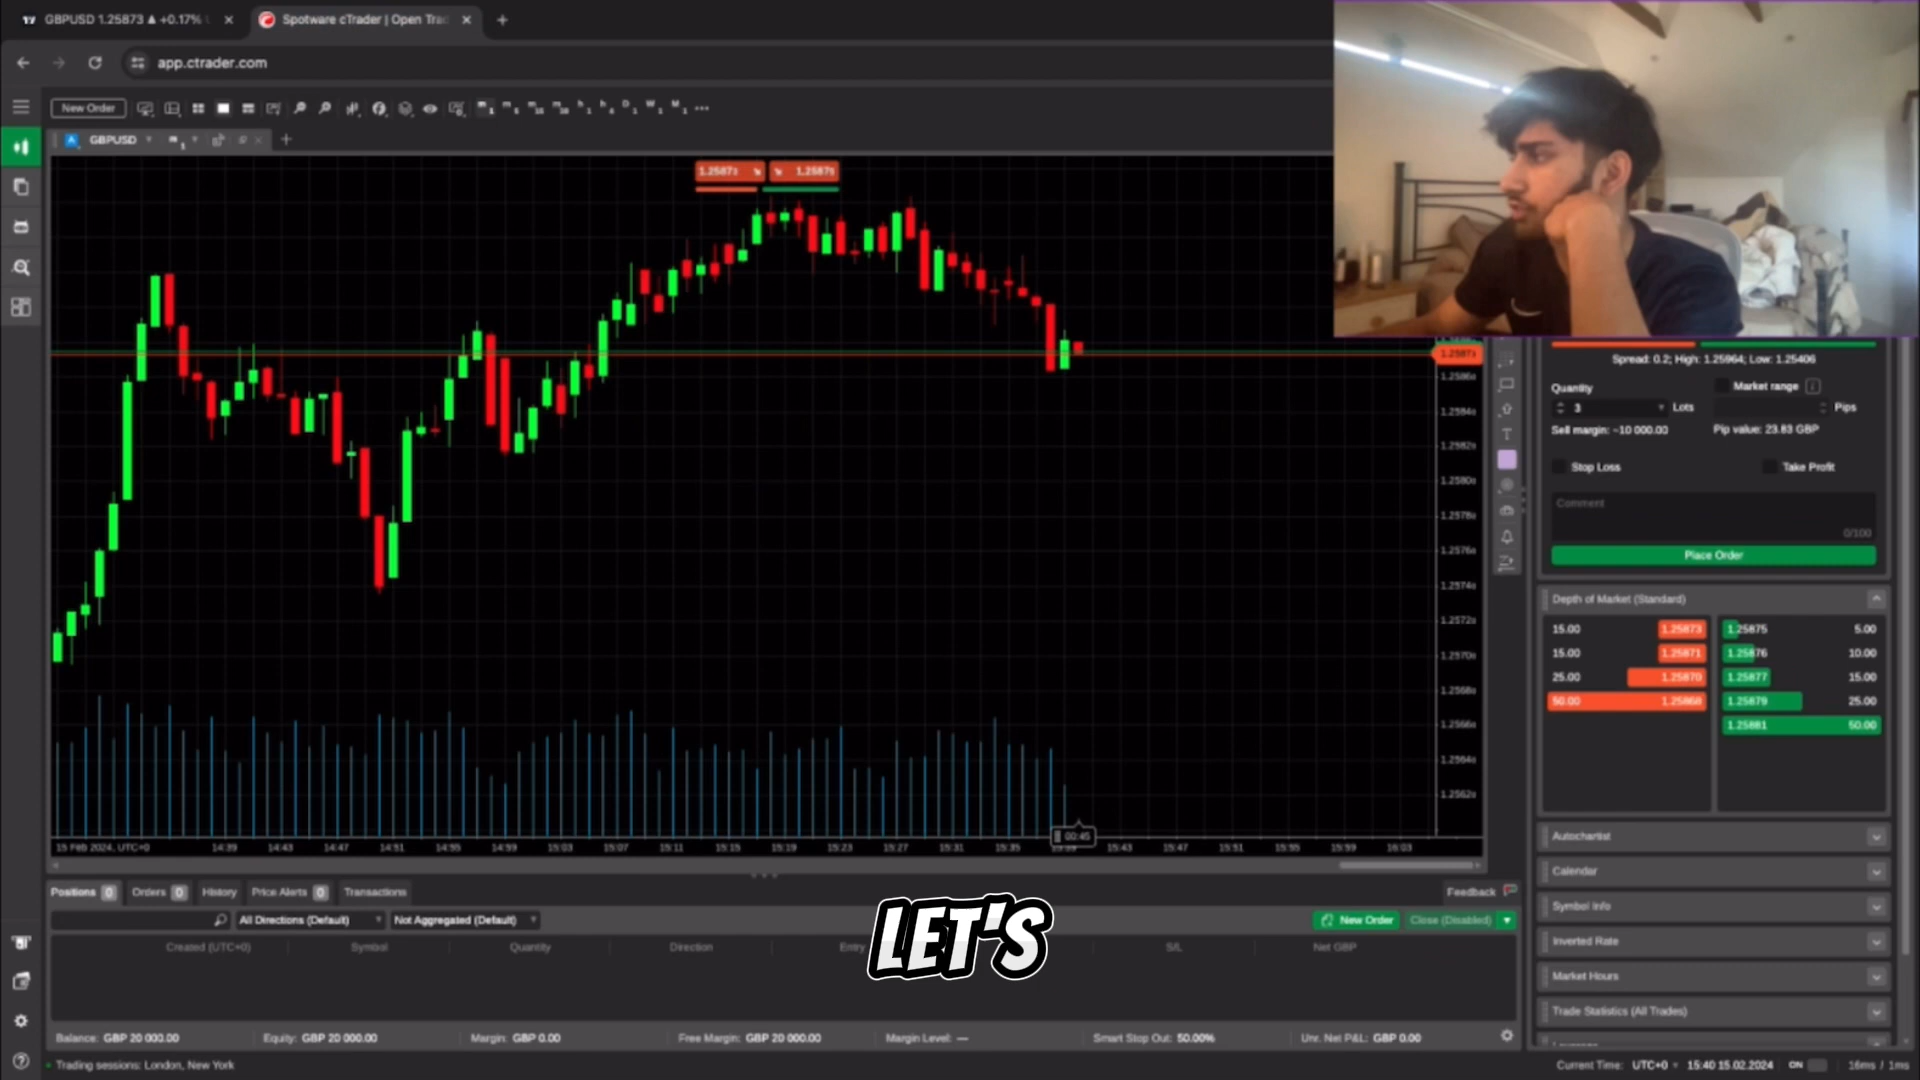 GBPUSD 1.25873 ▲ +0.17%
Spotware cTrader | Open Trad
app.ctrader.com
New Order
GBPUSD
1.25873
Spread: 0.2; High: 1.25964; Low: 1.25406
Quantity
Market range
3 Lots
Pips
Sell margin: ~10 000.00
Pip value: 23.83 GBP
Stop Loss
Take Profit
Comment
0/100
Place Order
Depth of Market (Standard)
15.00 1.25873 1.25875 5.00
15.00 1.25871 1.25876 10.00
25.00 1.25870 1.25877 15.00
50.00 1.25879 25.00
1.25881 50.00
Autochartist
Calendar
Symbol Info
Inverted Rate
Market Hours
Trade Statistics (All Trades)
00:45
15 Feb 2024, UTC+0 14:39 14:43 14:47 14:51 14:55 14:59 15:03 15:07 15:11 15:15 15:19 15:23 15:27 15:31 15:35 15:43 15:47 15:51 15:55 15:59 16:03
Positions 0 Orders 0 History Price Alerts 0 Transactions
Feedback
All Directions (Default) Not Aggregated (Default)
New Order Close (Disabled)
Created (UTC+0) Symbol Quantity Direction Entry S/L Net GBP
LET'S
Balance: GBP 20 000.00 Equity: GBP 20 000.00 Margin: GBP 0.00 Free Margin: GBP 20 000.00 Margin Level: — Smart Stop Out: 50.00% Unr. Net P&L: GBP 0.00
Trading sessions: London, New York
Current Time: UTC+0 15:40 15.02.2024 ON 16ms / 1ms